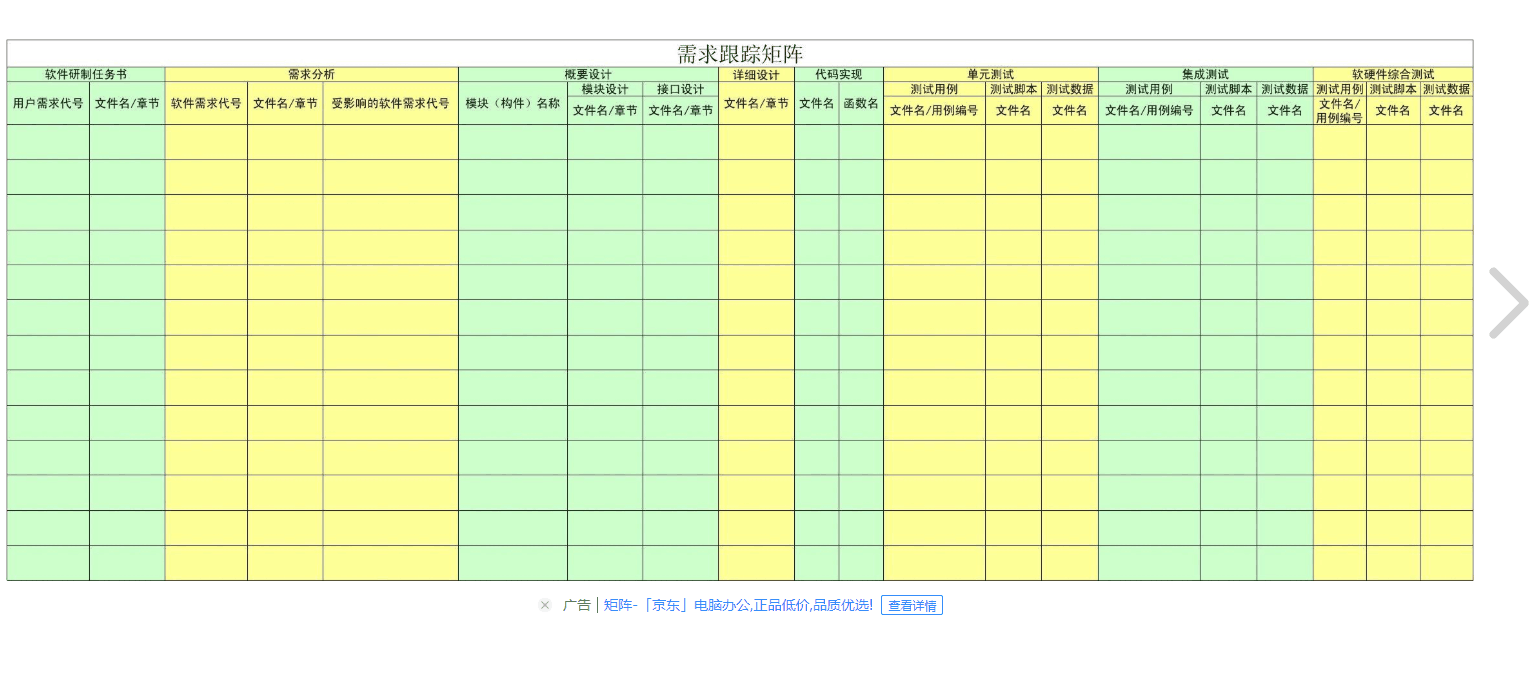 需求跟踪矩阵
软件研制任务书 需求分析 概要设计 详细设计 代码实现 单元测试 集成测试 软硬件综合测试
模块设计 接口设计 测试用例 测试脚本 测试数据 测试用例 测试脚本 测试数据 测试用例 测试脚本 测试数据
用户需求代号 文件名/章节 软件需求代号 文件名/章节 受影响的软件需求代号 模块（构件）名称 文件名/章节 文件名/章节 文件名/章节 文件名 函数名 文件名/用例编号 文件名 文件名 文件名/用例编号 文件名 文件名 文件名/ 文件名 文件名
用例编号
广告 | 矩阵-「京东」电脑办公,正品低价,品质优选! 查看详情